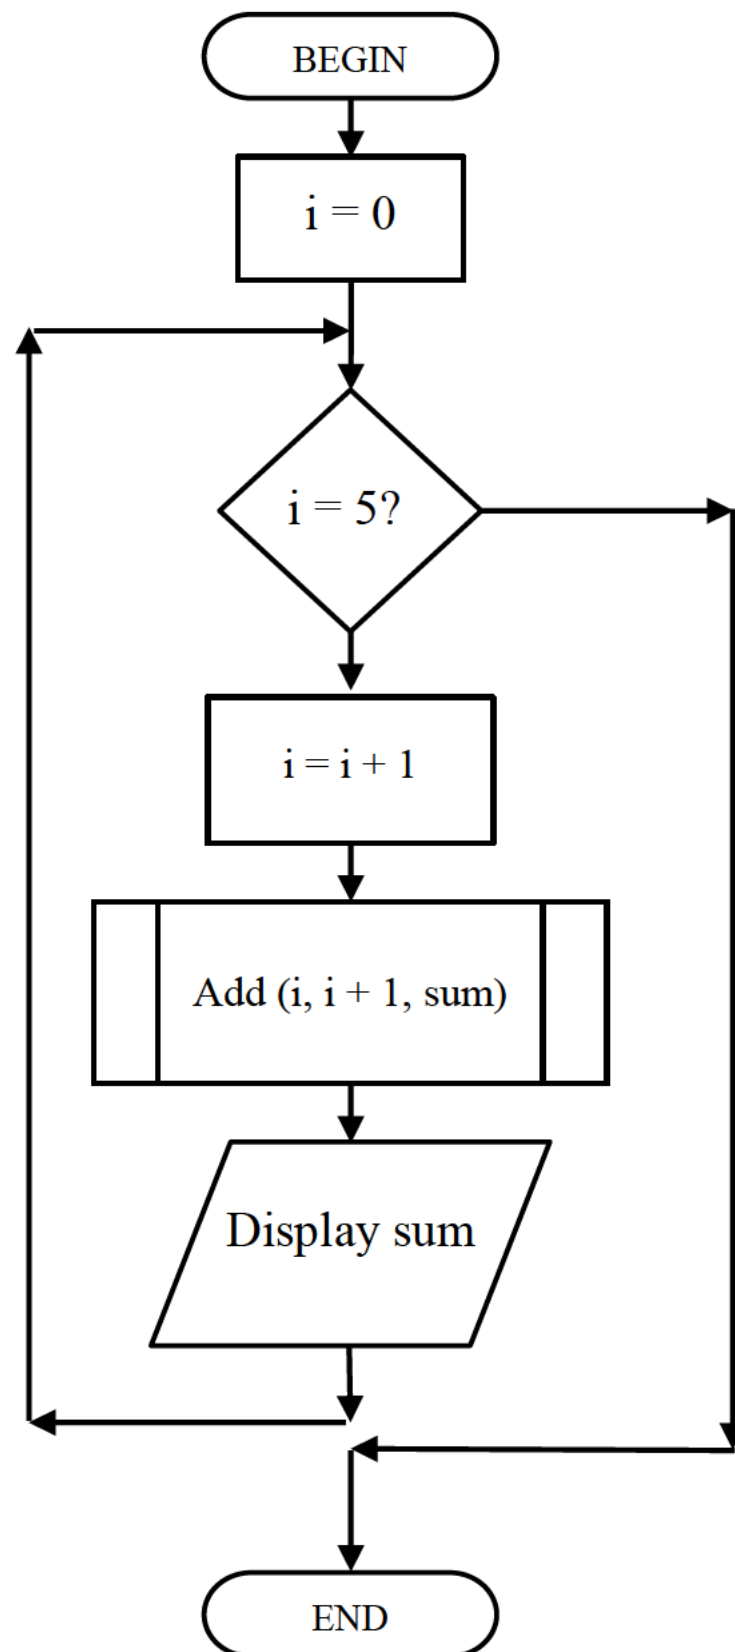 BEGIN
i = 0
i = 5?
i = i + 1
Add (i, i + 1, sum)
Display sum
END